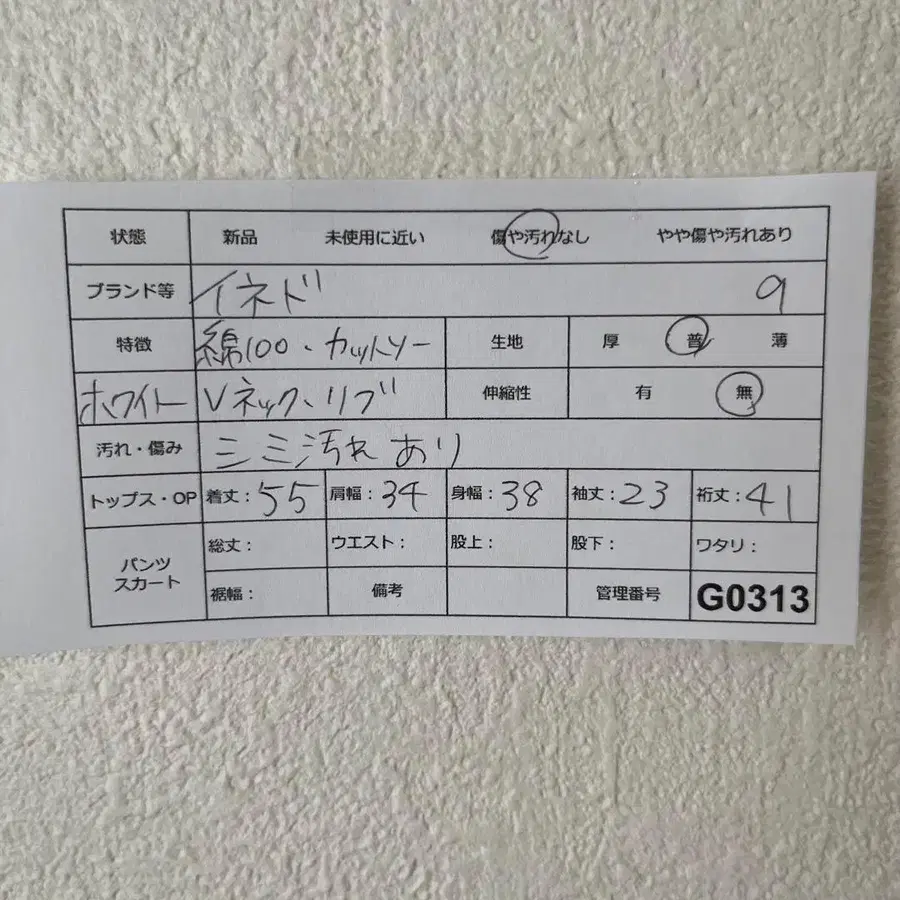 状態 新品 未使用に近い 傷や汚れなし やや傷や汚れあり
ブランド等 イネド 9
特徴 綿100・カットソー 生地 厚 普 薄
ホワイト Vネック、リブ 伸縮性 有 無
汚れ・傷み シミ汚れあり
トップス・OP 着丈:55 肩幅:34 身幅:38 袖丈:23 裄丈:41
パンツ スカート 総丈: ウエスト: 股上: 股下: ワタリ:
裾幅: 備考 管理番号 G0313